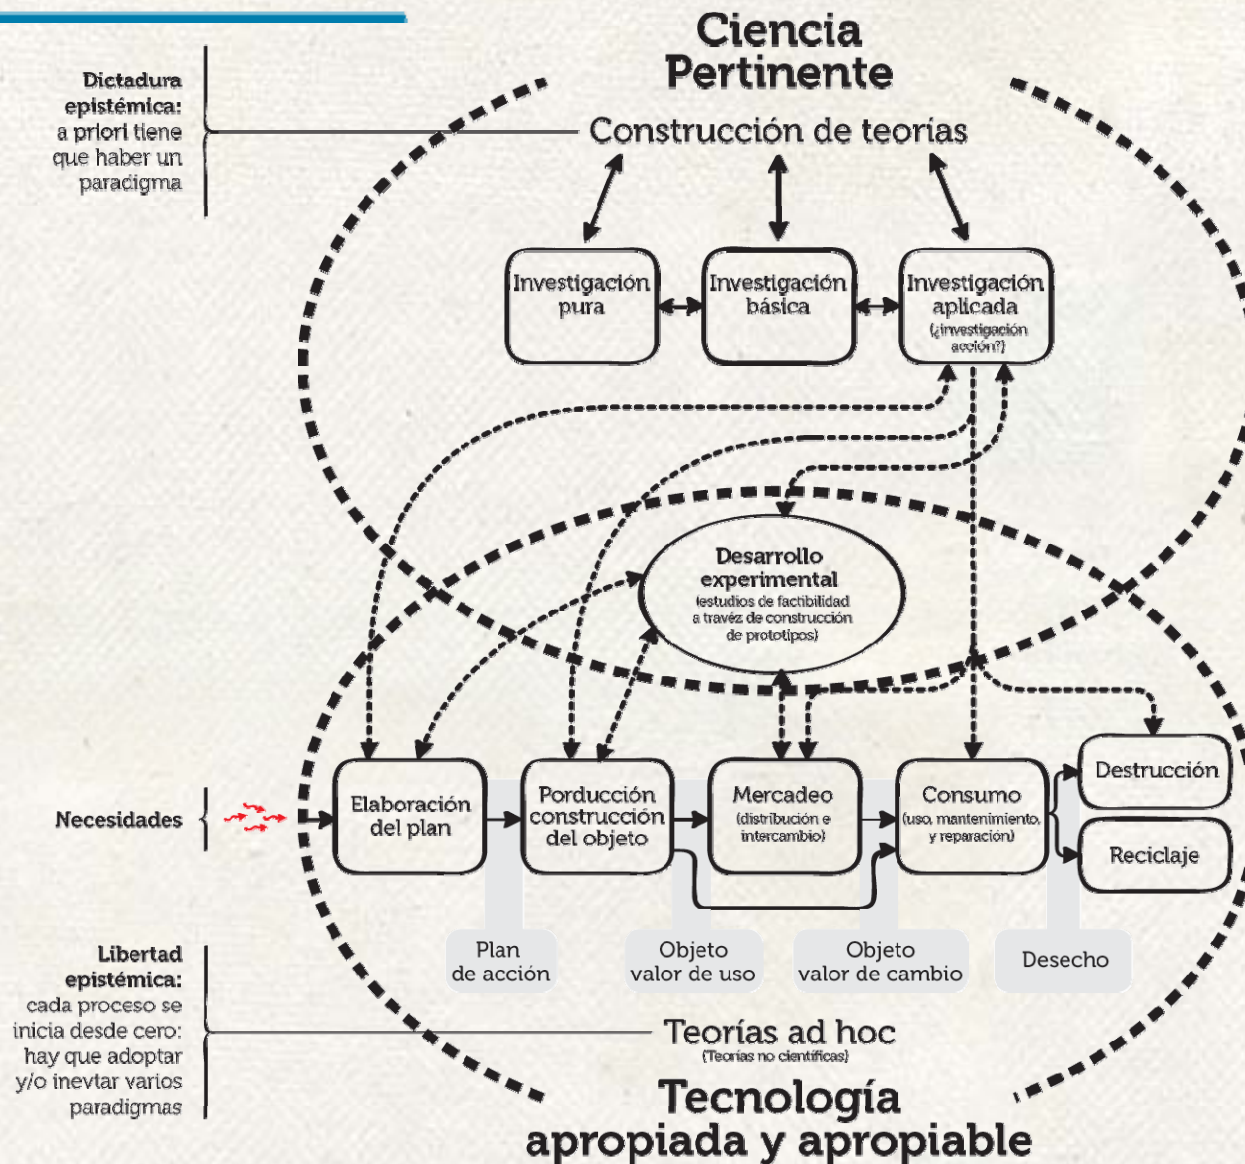 Ciencia
Pertinente
Dictadura
epistémica:
a priori tiene
que haber un
paradigma
Construcción de teorías
Investigación
pura
Investigación
básica
Investigación
aplicada
(¿investigación
acción?)
Desarrollo
experimental
(estudios de factibilidad
a travéz de construcción
de prototipos)
Necesidades
Elaboración
del plan
Porducción
construcción
del objeto
Mercadeo
(distribución e
intercambio)
Consumo
(uso, mantenimiento,
y reparación)
Destrucción
Reciclaje
Plan
de acción
Objeto
valor de uso
Objeto
valor de cambio
Desecho
Libertad
epistémica:
cada proceso se
inicia desde cero:
hay que adoptar
y/o inevtar varios
paradigmas
Teorías ad hoc
(Teorías no científicas)
Tecnología
apropiada y apropiable